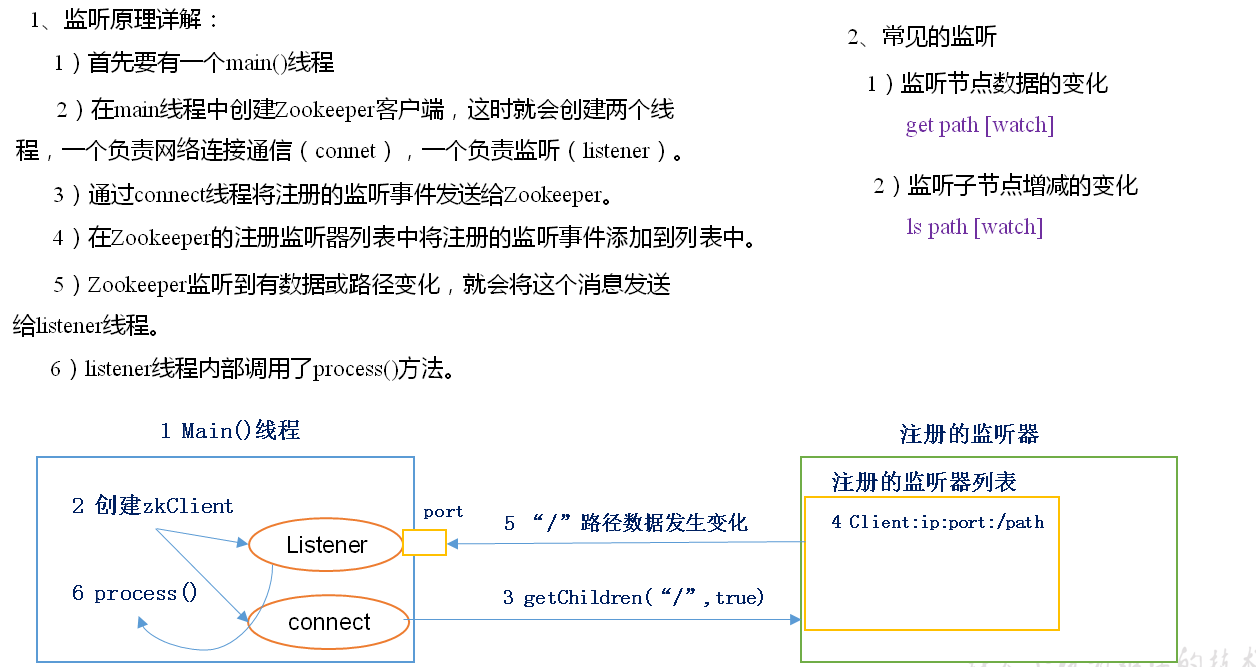 1、监听原理详解：
1）首先要有一个main()线程
2）在main线程中创建Zookeeper客户端，这时就会创建两个线
程，一个负责网络连接通信（connet），一个负责监听（listener）。
3）通过connect线程将注册的监听事件发送给Zookeeper。
4）在Zookeeper的注册监听器列表中将注册的监听事件添加到列表中。
5）Zookeeper监听到有数据或路径变化，就会将这个消息发送
给listener线程。
6）listener线程内部调用了process()方法。
2、常见的监听
1）监听节点数据的变化
get path [watch]
2）监听子节点增减的变化
ls path [watch]
1 Main()线程
2 创建zkClient
Listener
port
6 process()
connect
5 “/”路径数据发生变化
3 getChildren(“/”,true)
注册的监听器
注册的监听器列表
4 Client:ip:port:/path